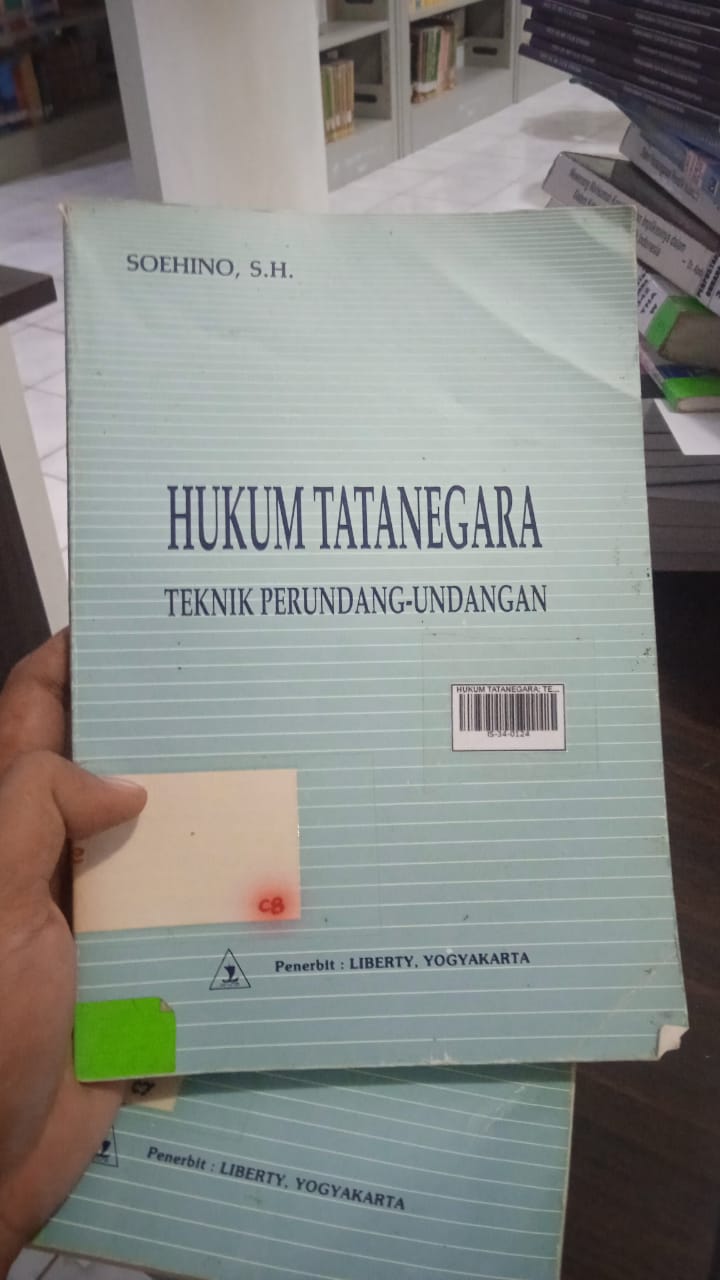 SOEHINO, S.H.
HUKUM TATANEGARA
TEKNIK PERUNDANG-UNDANGAN
HUKUM TATANEGARA; TE...
IS-34-0124
C8
Penerbit : LIBERTY, YOGYAKARTA
Penerbit : LIBERTY, YOGYAKARTA
Indonesia